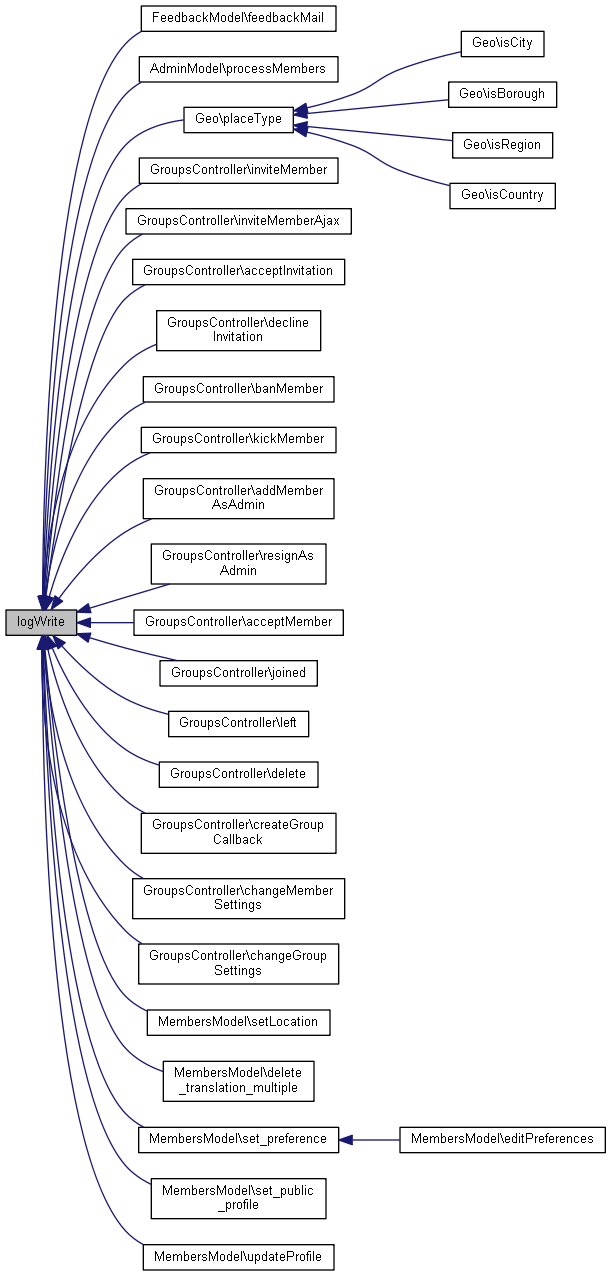 FeedbackModel\feedbackMail
Geo\isCity
AdminModel\processMembers
Geo\isBorough
Geo\placeType
Geo\isRegion
GroupsController\inviteMember
Geo\isCountry
GroupsController\inviteMemberAjax
GroupsController\acceptInvitation
GroupsController\decline
Invitation
GroupsController\banMember
GroupsController\kickMember
GroupsController\addMember
AsAdmin
GroupsController\resignAs
Admin
logWrite
GroupsController\acceptMember
GroupsController\joined
GroupsController\left
GroupsController\delete
GroupsController\createGroup
Callback
GroupsController\changeMember
Settings
GroupsController\changeGroup
Settings
MembersModel\setLocation
MembersModel\delete
_translation_multiple
MembersModel\set_preference
MembersModel\editPreferences
MembersModel\set_public
_profile
MembersModel\updateProfile